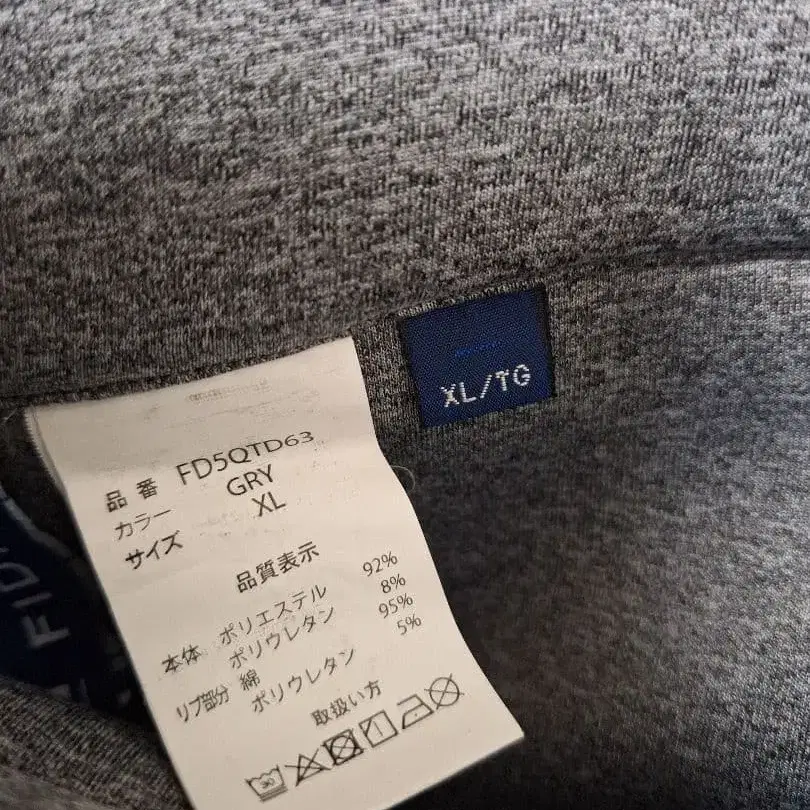 XL/TG
品番 FD5QTD63
カラー GRY
サイズ XL
品質表示
本体 ポリエステル 92%
ポリウレタン 8%
リブ部分 綿 95%
ポリウレタン 5%
取扱い方